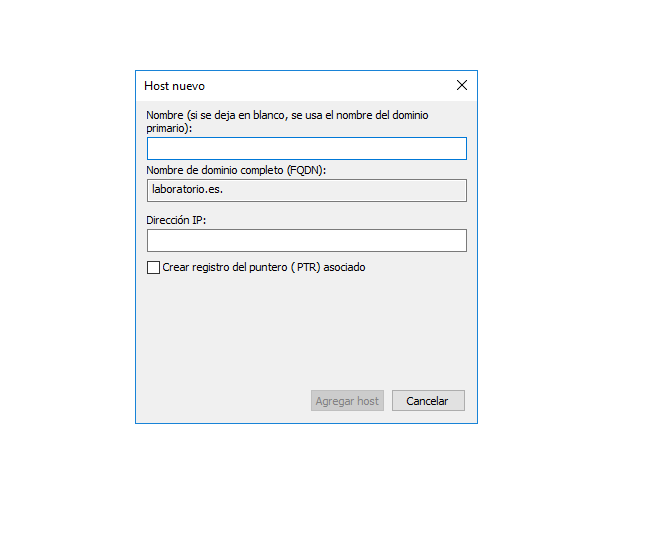 Host nuevo
Nombre (si se deja en blanco, se usa el nombre del dominio
primario):
Nombre de dominio completo (FQDN):
laboratorio.es.
Dirección IP:
Crear registro del puntero (PTR) asociado
Agregar host
Cancelar